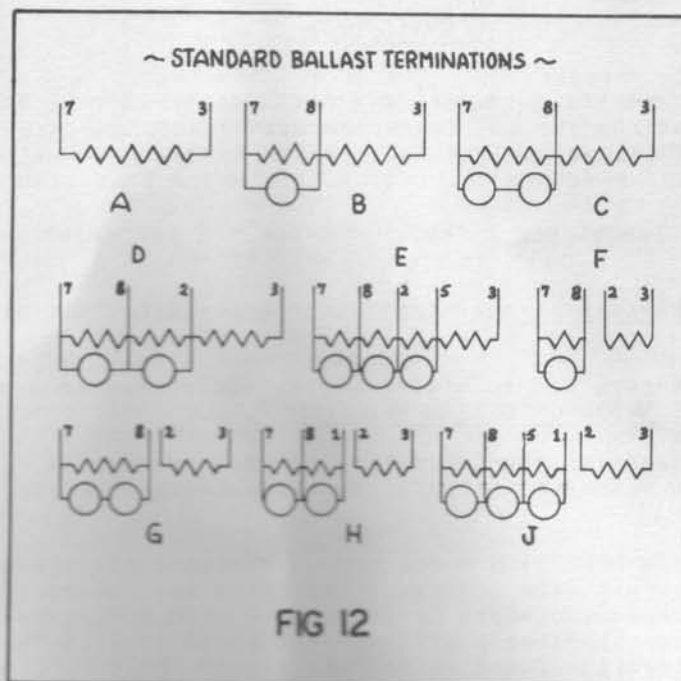 ~ STANDARD BALLAST TERMINATIONS ~
7 3 7 8 3 7 8 3
A B C
D E F
7 8 2 3 7 8 2 5 3 7 8 2 3
7 8 2 3 7 8 1 2 3 7 8 5 1 2 3
G H J
FIG 12